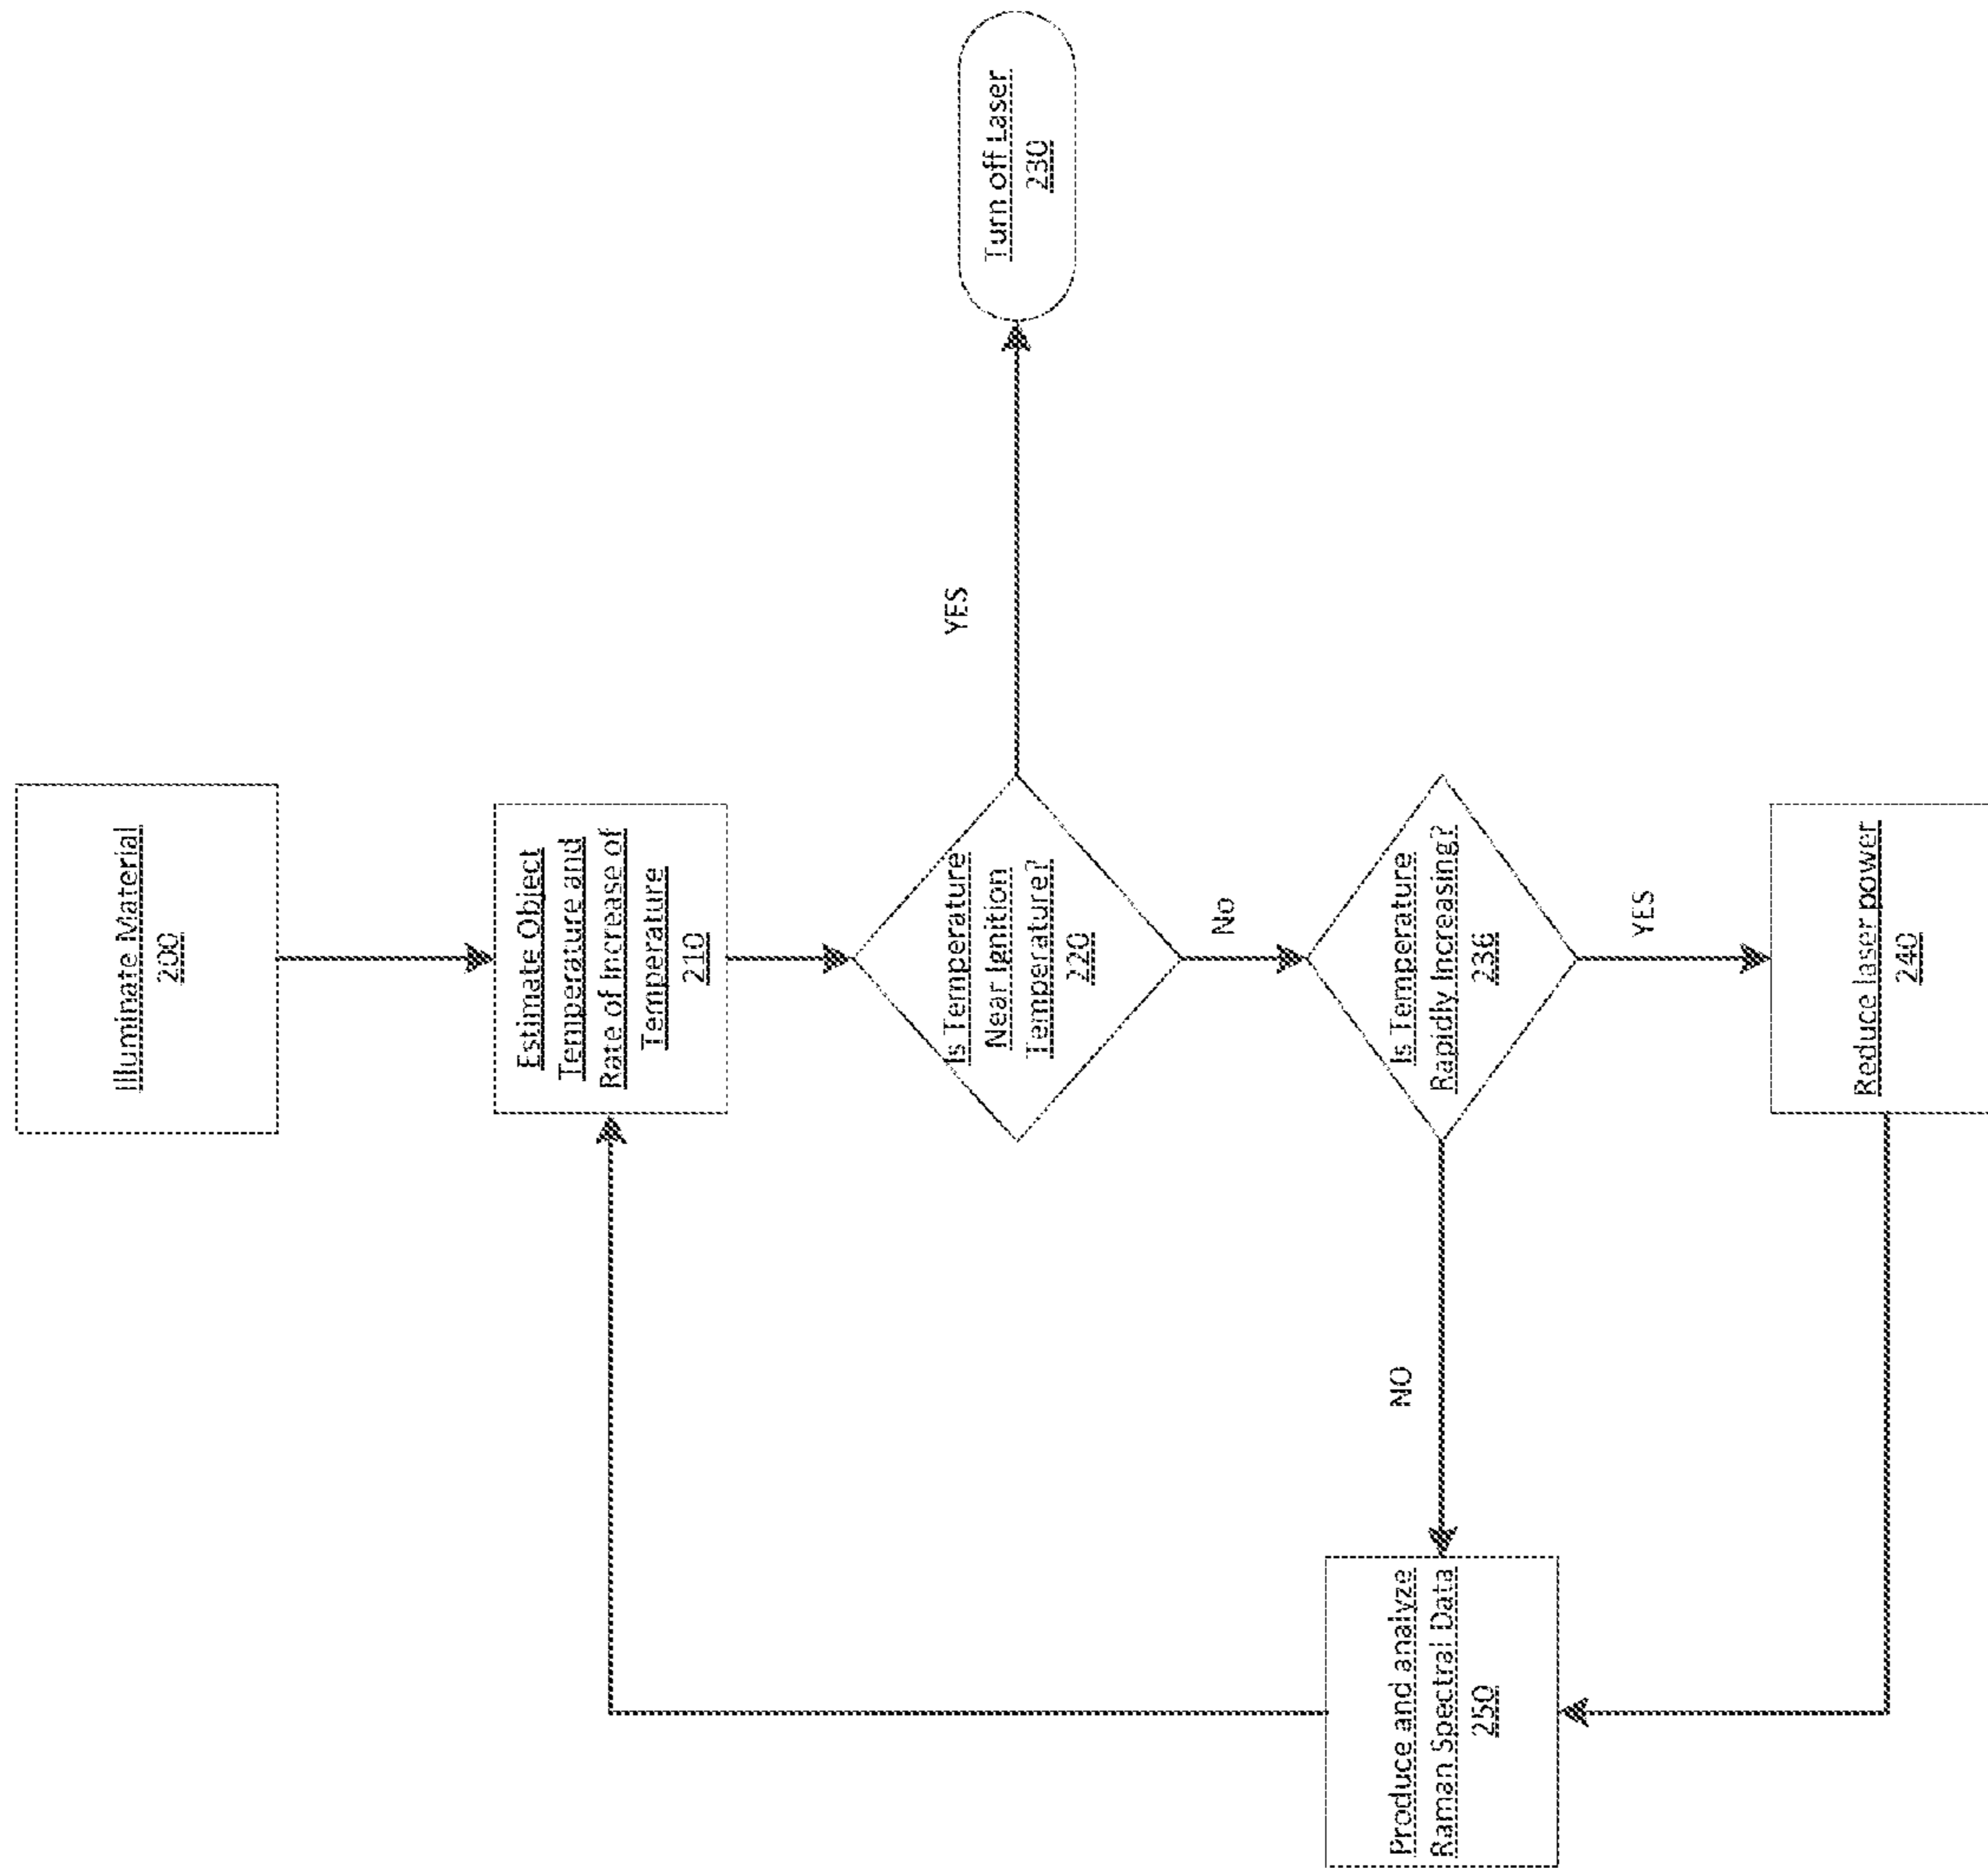 Illuminate Material
200
Estimate Object
Temperature and
Rate of Increase of
Temperature
210
Is Temperature
Near Ignition
Temperature?
220
YES
Turn off Laser
230
No
Is Temperature
Rapidly Increasing?
236
NO
YES
Produce and analyze
Raman Spectral Data
250
Reduce laser power
240